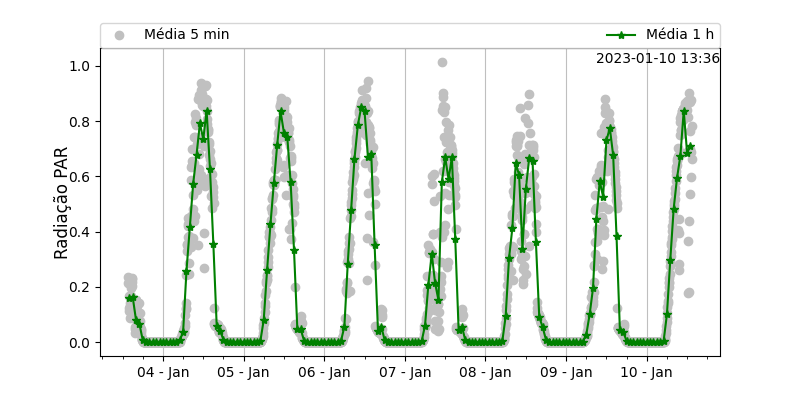 Média 5 min
Média 1 h
2023-01-10 13:36
Radiação PAR
1.0
0.8
0.6
0.4
0.2
0.0
04 - Jan
05 - Jan
06 - Jan
07 - Jan
08 - Jan
09 - Jan
10 - Jan